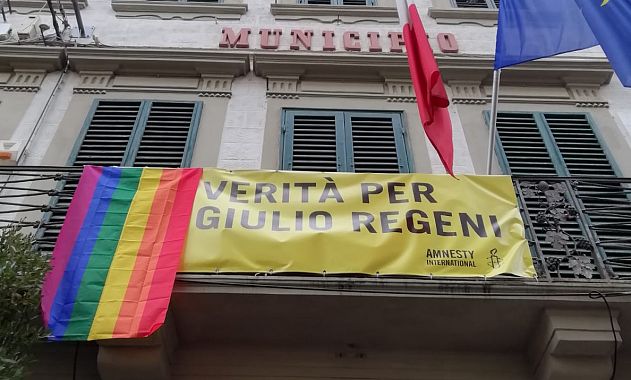 MUNICIPIO
VERITÀ PER
GIULIO REGENI
AMNESTY
INTERNATIONAL